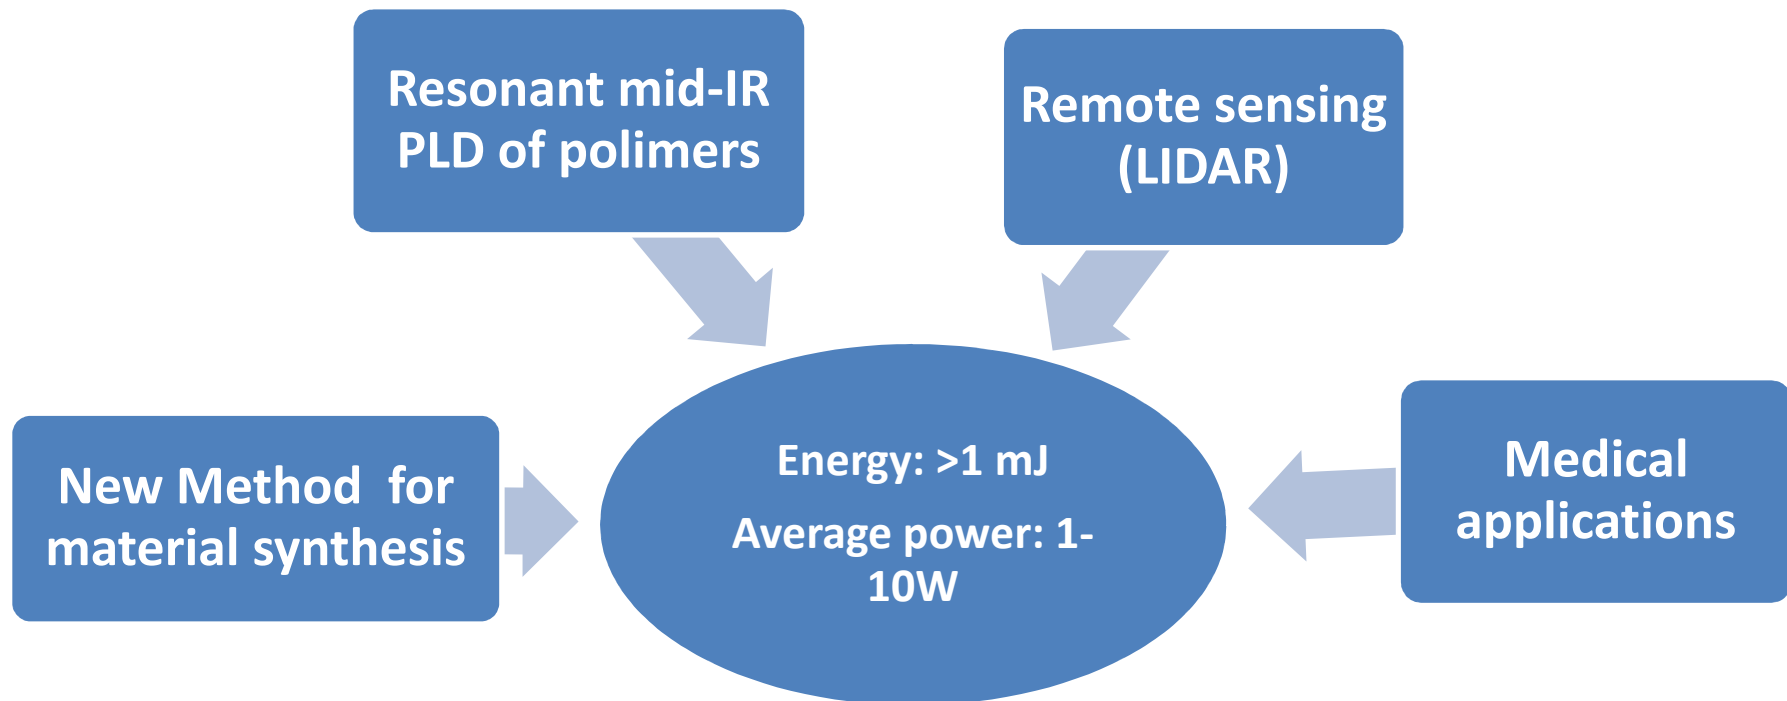 Resonant mid-IR
PLD of polimers
Remote sensing
(LIDAR)
New Method  for
material synthesis
Energy: >1 mJ
Average power: 1-
10W
Medical
applications